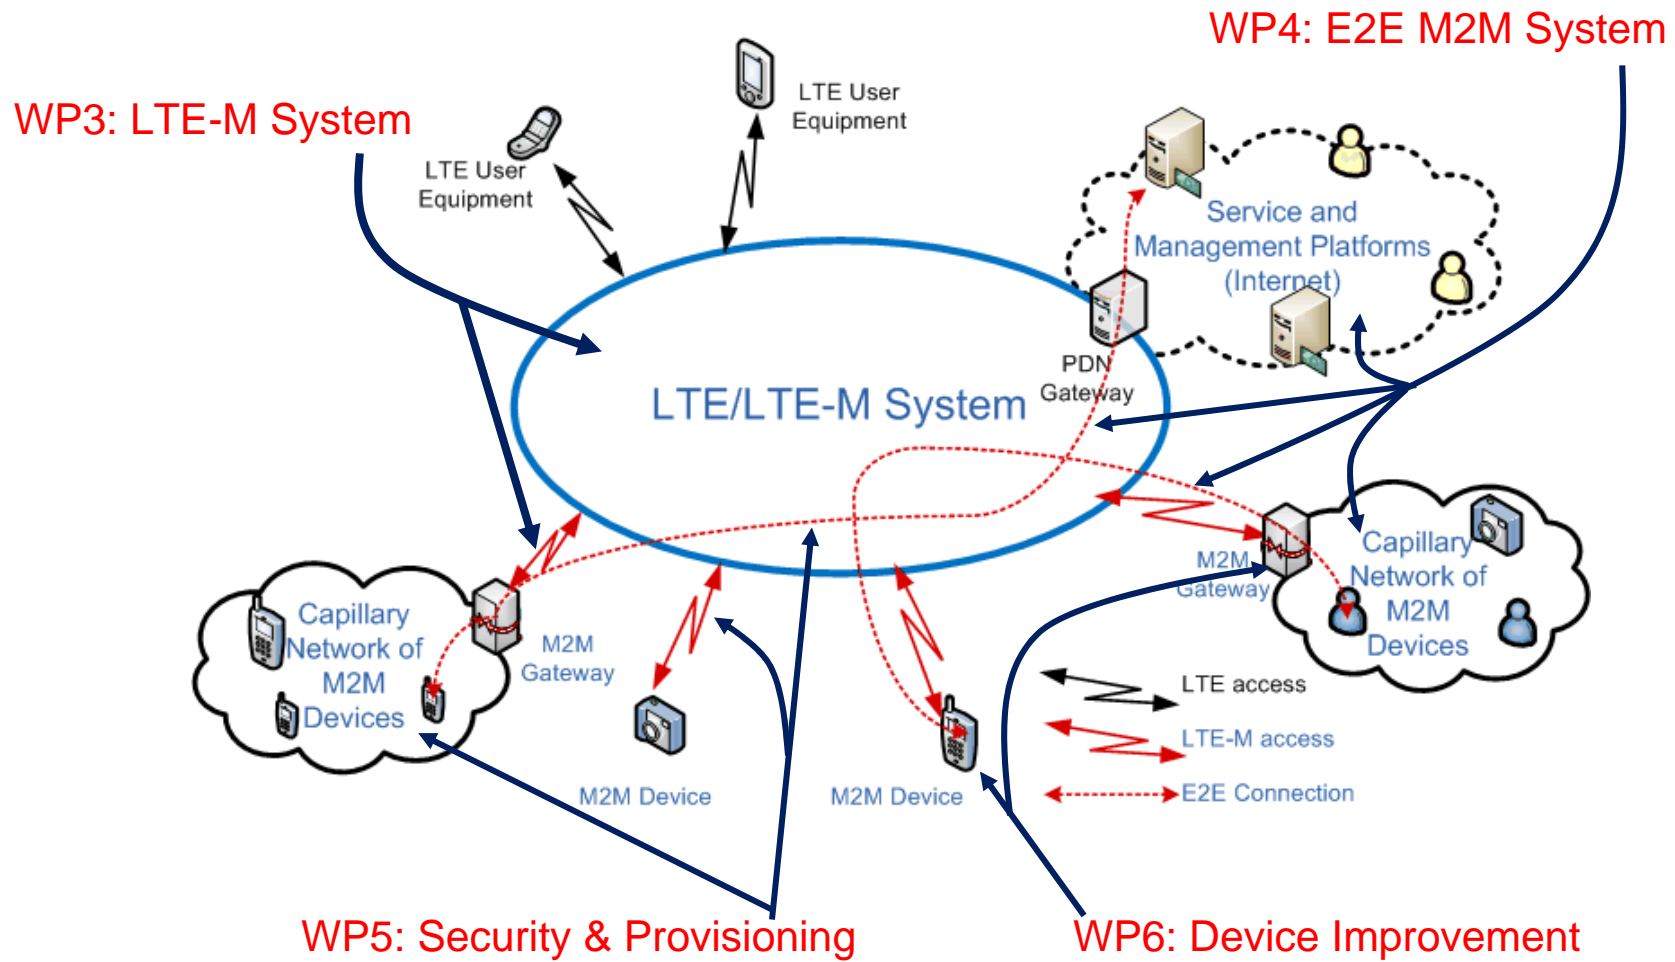 WP4: E2E M2M System
WP3: LTE-M System
LTE User
Equipment
LTE User
Equipment
Service and
Management Platforms
(Internet)
PDN
Gateway
LTE/LTE-M System
Capillary
Network of
M2M
Devices
M2M
Gateway
M2M
Gateway
Capillary
Network of
M2M
Devices
M2M Device
M2M Device
LTE access
LTE-M access
E2E Connection
WP5: Security & Provisioning
WP6: Device Improvement